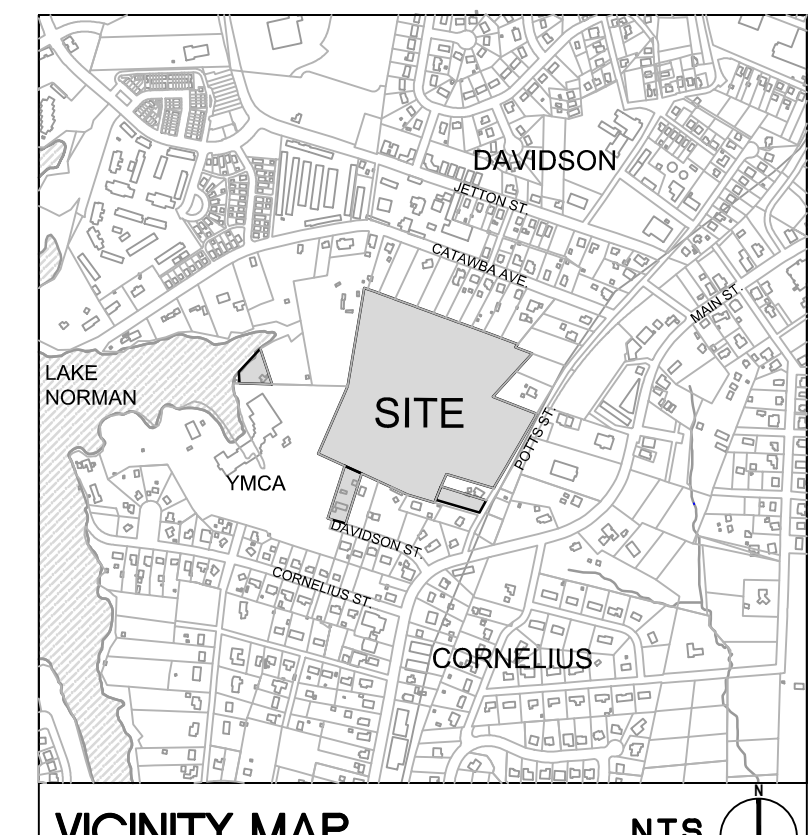 DAVIDSON
JETTON ST.
CATAWBA AVE.
MAIN ST.
LAKE
NORMAN
SITE
POTTS ST.
YMCA
DAVIDSON ST.
CORNELIUS ST.
CORNELIUS
N
VICINITY MAP
NTS